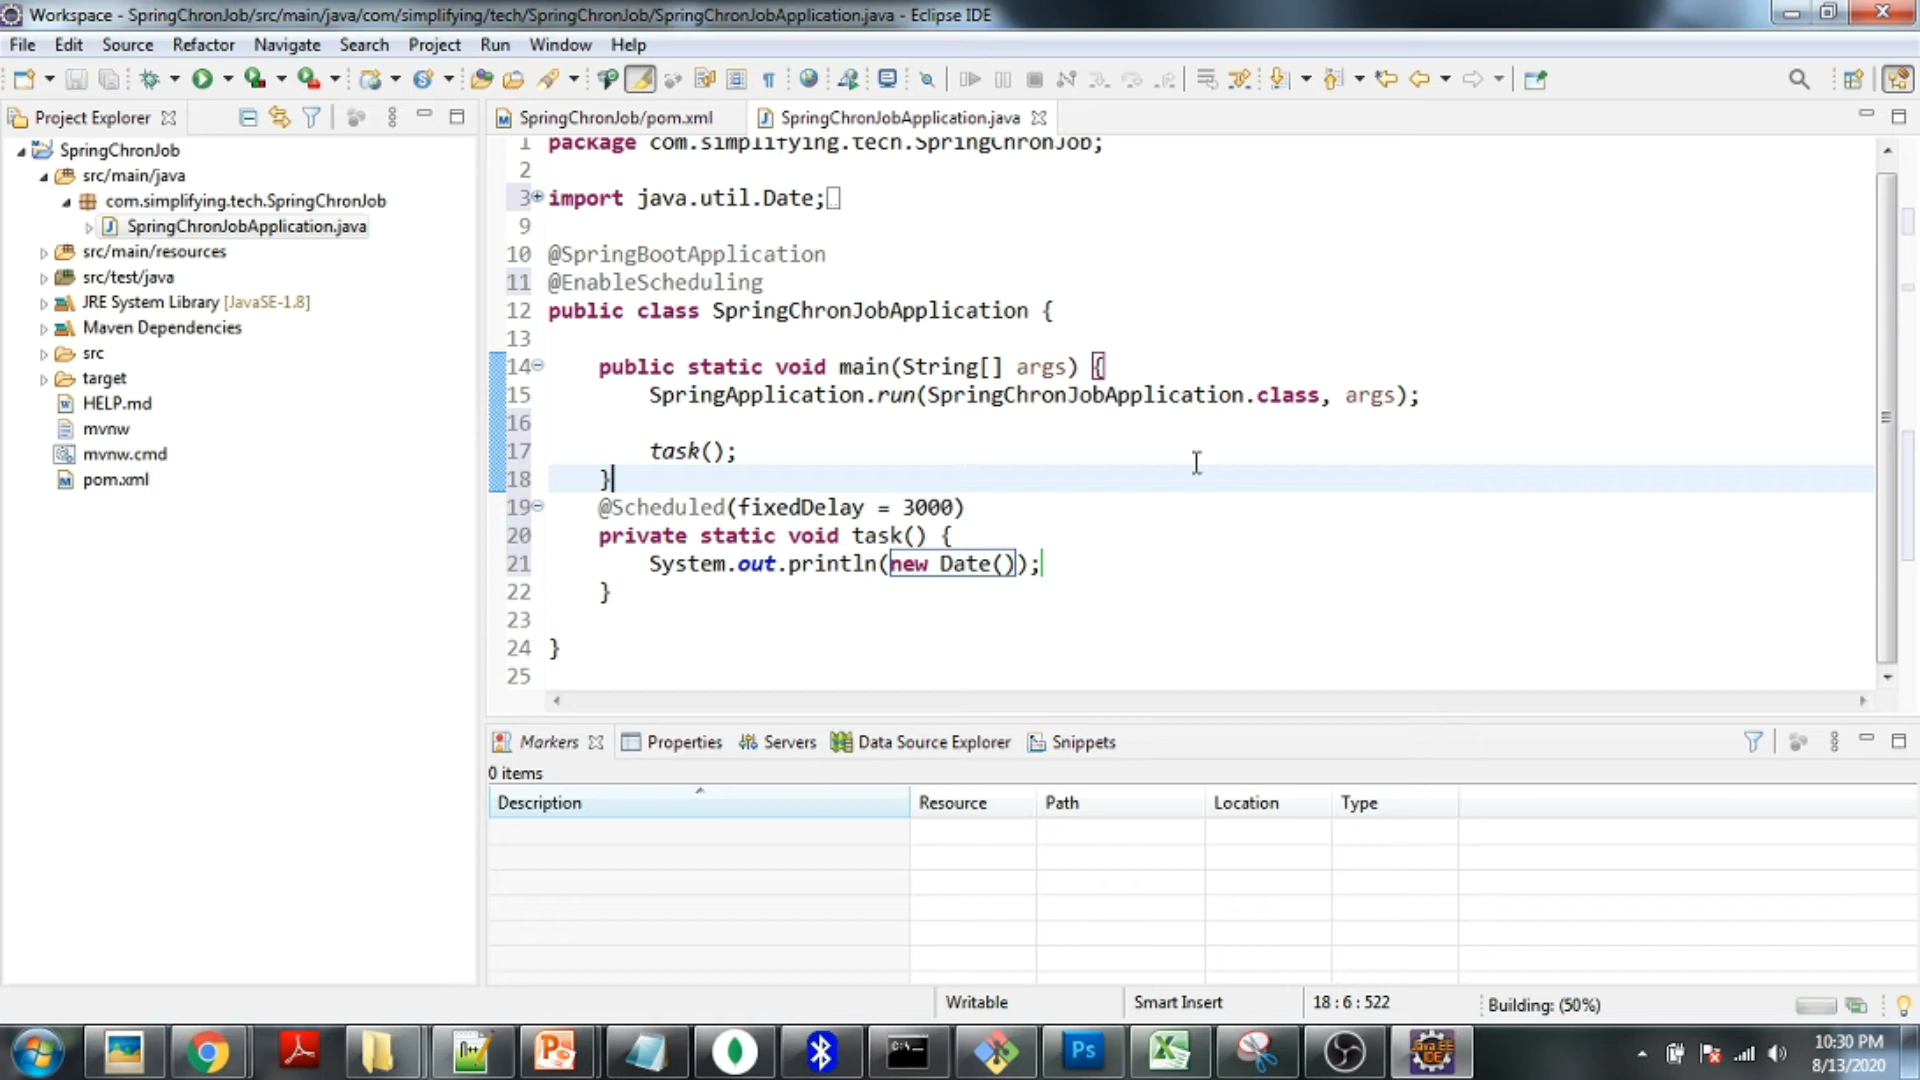 Workspace - SpringChronJob/src/main/java/com/simplifying/tech/SpringChronJob/SpringChronJobApplication.java - Eclipse IDE
File Edit Source Refactor Navigate Search Project Run Window Help
Project Explorer
SpringChronJob
src/main/java
com.simplifying.tech.SpringChronJob
SpringChronJobApplication.java
src/main/resources
src/test/java
JRE System Library [JavaSE-1.8]
Maven Dependencies
src
target
HELP.md
mvnw
mvnw.cmd
pom.xml
SpringChronJob/pom.xml SpringChronJobApplication.java
1 package com.simplifying.tech.SpringChronJob;
2
3 import java.util.Date;
9
10 @SpringBootApplication
11 @EnableScheduling
12 public class SpringChronJobApplication {
13
14 public static void main(String[] args) {
15 SpringApplication.run(SpringChronJobApplication.class, args);
16
17 task();
18 }
19 @Scheduled(fixedDelay = 3000)
20 private static void task() {
21 System.out.println(new Date());
22 }
23
24 }
25
Markers Properties Servers Data Source Explorer Snippets
0 items
Description Resource Path Location Type
Writable Smart Insert 18 : 6 : 522 Building: (50%)
10:30 PM
8/13/2020